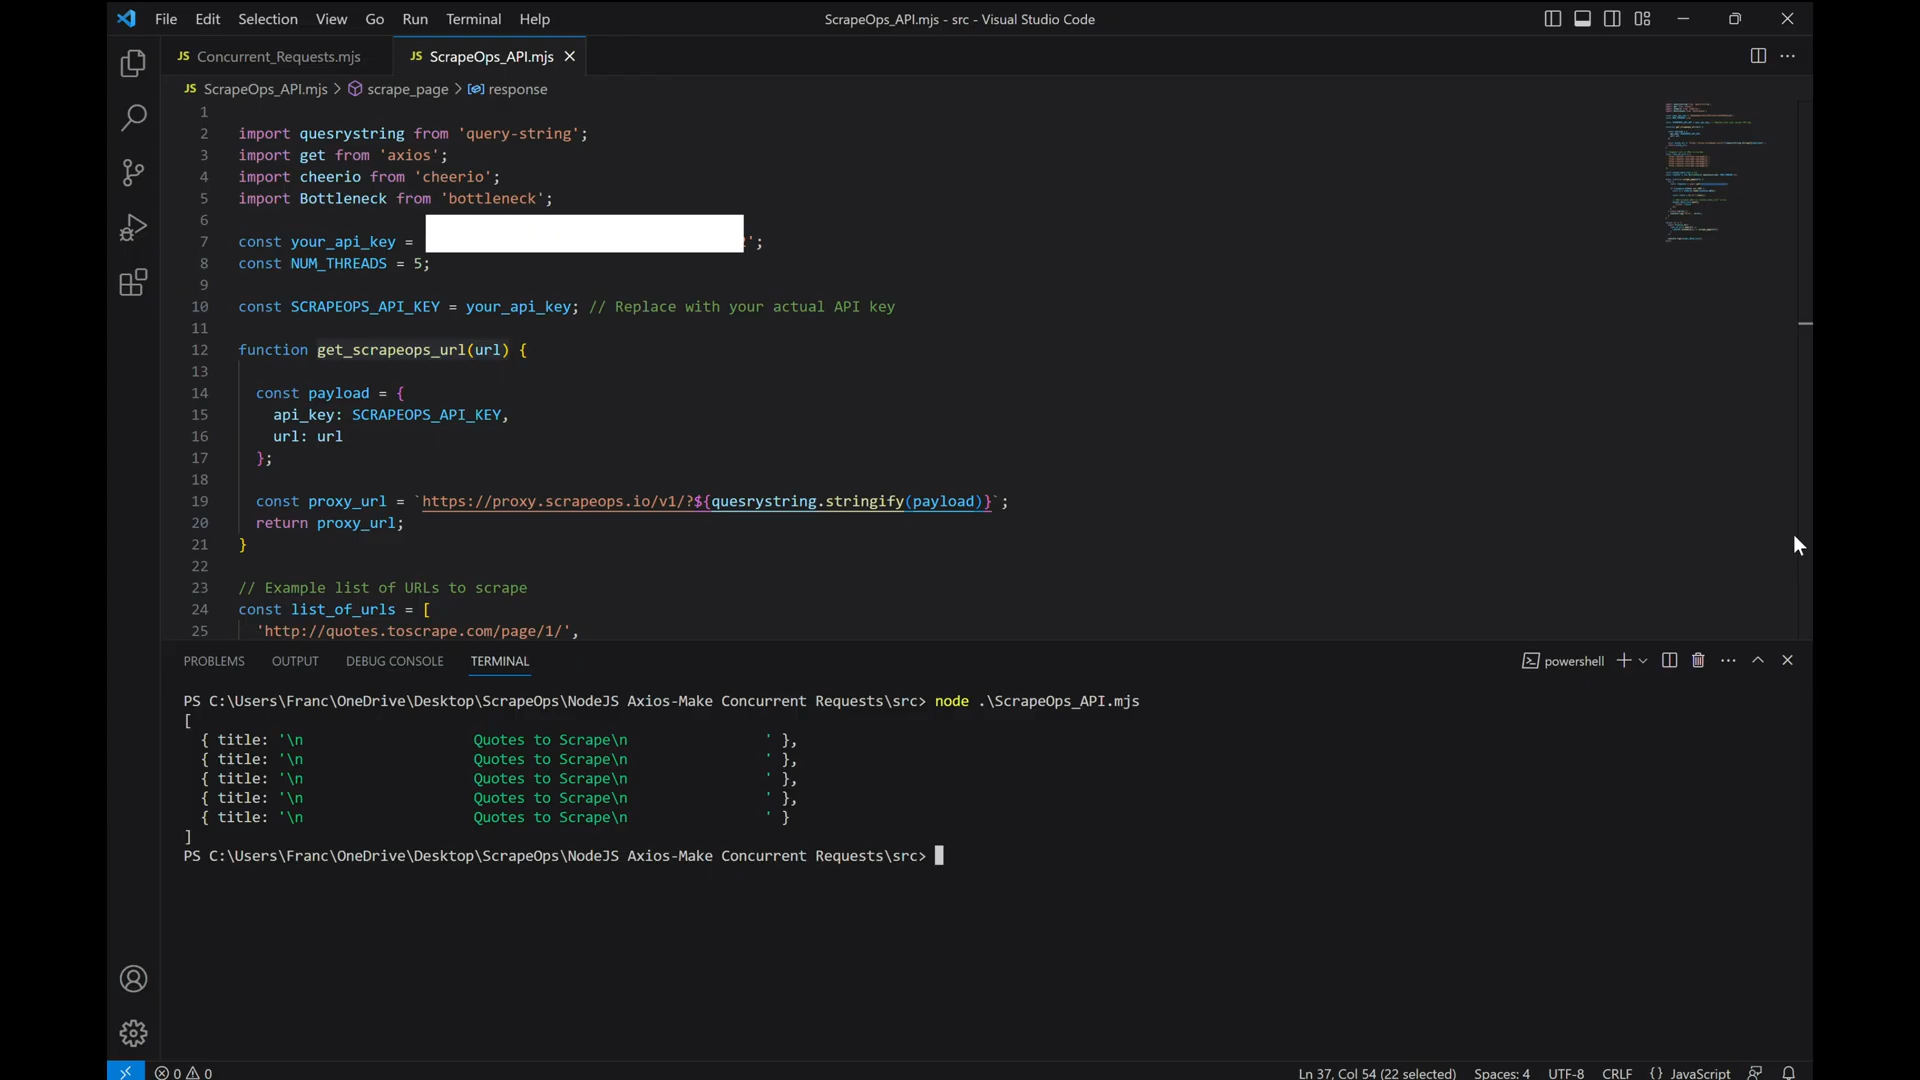 File Edit Selection View Go Run Terminal Help ScrapeOps_API.mjs - src - Visual Studio Code
JS Concurrent_Requests.mjs JS ScrapeOps_API.mjs
JS ScrapeOps_API.mjs > scrape_page > response
1
2 import quesrystring from 'query-string';
3 import get from 'axios';
4 import cheerio from 'cheerio';
5 import Bottleneck from 'bottleneck';
6
7 const your_api_key = ';
8 const NUM_THREADS = 5;
9
10 const SCRAPEOPS_API_KEY = your_api_key; // Replace with your actual API key
11
12 function get_scrapeops_url(url) {
13
14 const payload = {
15 api_key: SCRAPEOPS_API_KEY,
16 url: url
17 };
18
19 const proxy_url = `https://proxy.scrapeops.io/v1/?${quesrystring.stringify(payload)}`;
20 return proxy_url;
21 }
22
23 // Example list of URLs to scrape
24 const list_of_urls = [
25 'http://quotes.toscrape.com/page/1/',
PROBLEMS OUTPUT DEBUG CONSOLE TERMINAL powershell
PS C:\Users\Franc\OneDrive\Desktop\ScrapeOps\NodeJS Axios-Make Concurrent Requests\src> node .\ScrapeOps_API.mjs
[
{ title: '\n Quotes to Scrape\n ' },
{ title: '\n Quotes to Scrape\n ' },
{ title: '\n Quotes to Scrape\n ' },
{ title: '\n Quotes to Scrape\n ' },
{ title: '\n Quotes to Scrape\n ' }
]
PS C:\Users\Franc\OneDrive\Desktop\ScrapeOps\NodeJS Axios-Make Concurrent Requests\src>
0 0 Ln 37, Col 54 (22 selected) Spaces: 4 UTF-8 CRLF {} JavaScript